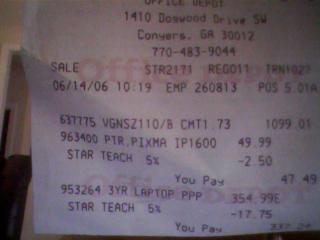 OFFICE DEPOT
1410 Dogwood Drive SW
Conyers, GA 30012
770-483-9044
SALE STR2171 REG011 TRN1027
06/14/06 10:19 EMP 260813 POS 5.01A
637775 VGNSZ110/B CMT1.73 1099.01
963400 PTR,PIXMA IP1600 49.99
STAR TEACH 5% -2.50
You Pay 47.49
953264 3YR LAPTOP PPP 354.99E
STAR TEACH 5% -17.75
You Pay 337.24